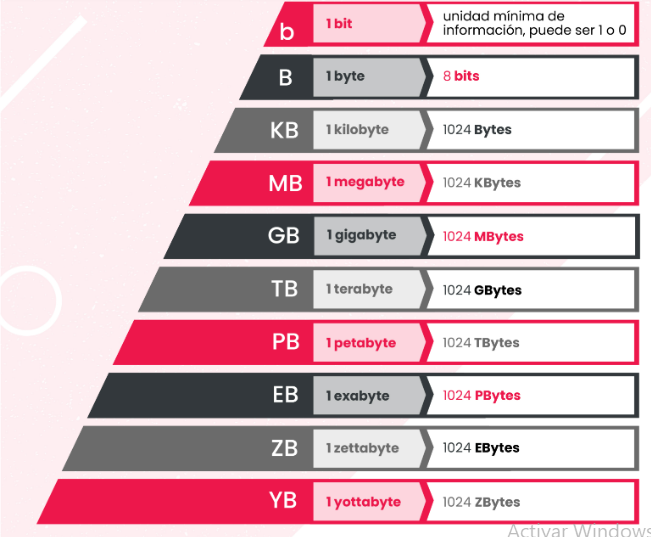 b 1 bit unidad mínima de
información, puede ser 1 o 0
B 1 byte 8 bits
KB 1 kilobyte 1024 Bytes
MB 1 megabyte 1024 KBytes
GB 1 gigabyte 1024 MBytes
TB 1 terabyte 1024 GBytes
PB 1 petabyte 1024 TBytes
EB 1 exabyte 1024 PBytes
ZB 1 zettabyte 1024 EBytes
YB 1 yottabyte 1024 ZBytes
Activar Windows